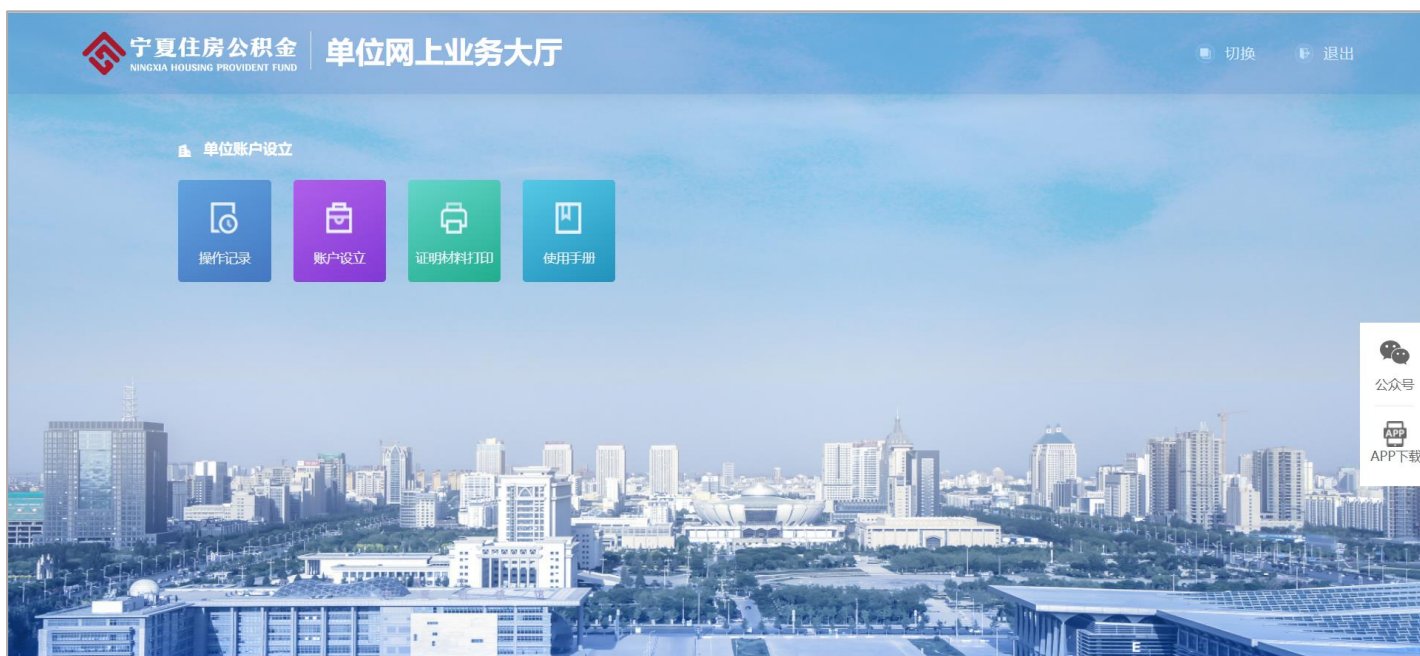 宁夏住房公积金
NINGXIA HOUSING PROVIDENT FUND
单位网上业务大厅
切换
退出
单位账户设立
操作记录
账户设立
证明材料打印
使用手册
公众号
APP
APP下载
E